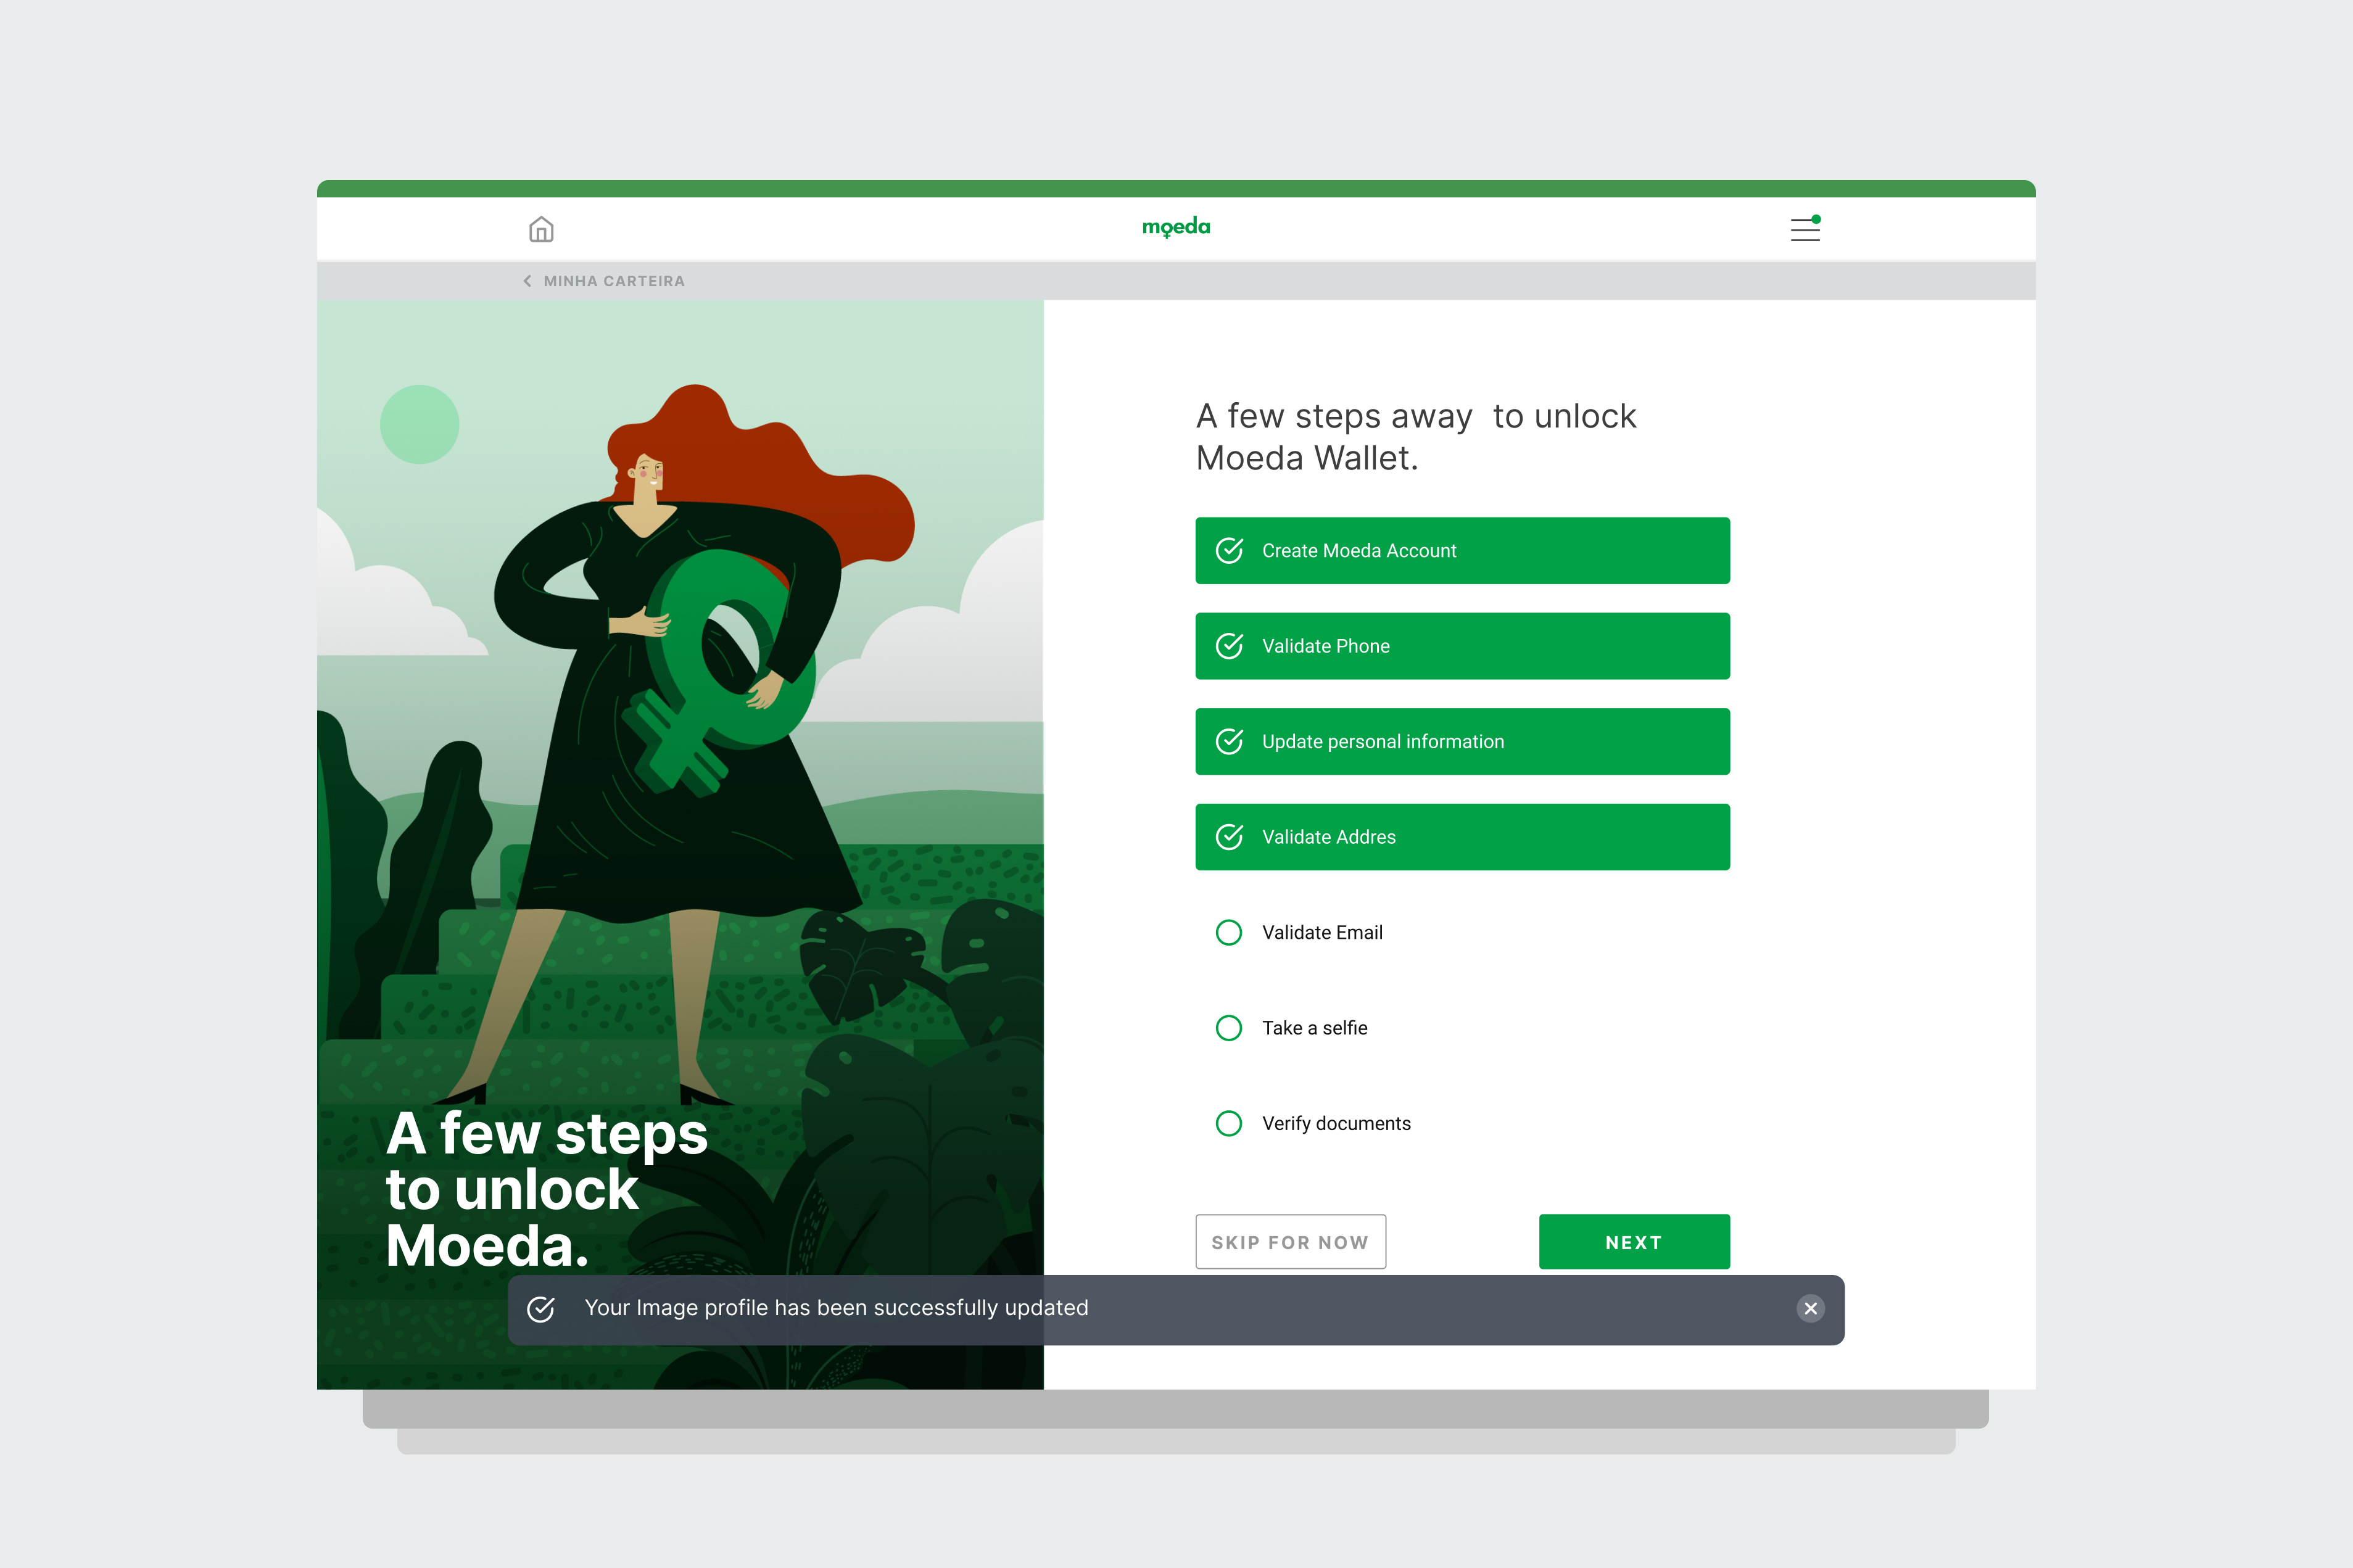 moeda
MINHA CARTEIRA
A few steps away  to unlock
Moeda Wallet.
Create Moeda Account
Validate Phone
Update personal information
Validate Addres
Validate Email
Take a selfie
Verify documents
SKIP FOR NOW
NEXT
A few steps
to unlock
Moeda.
Your Image profile has been successfully updated